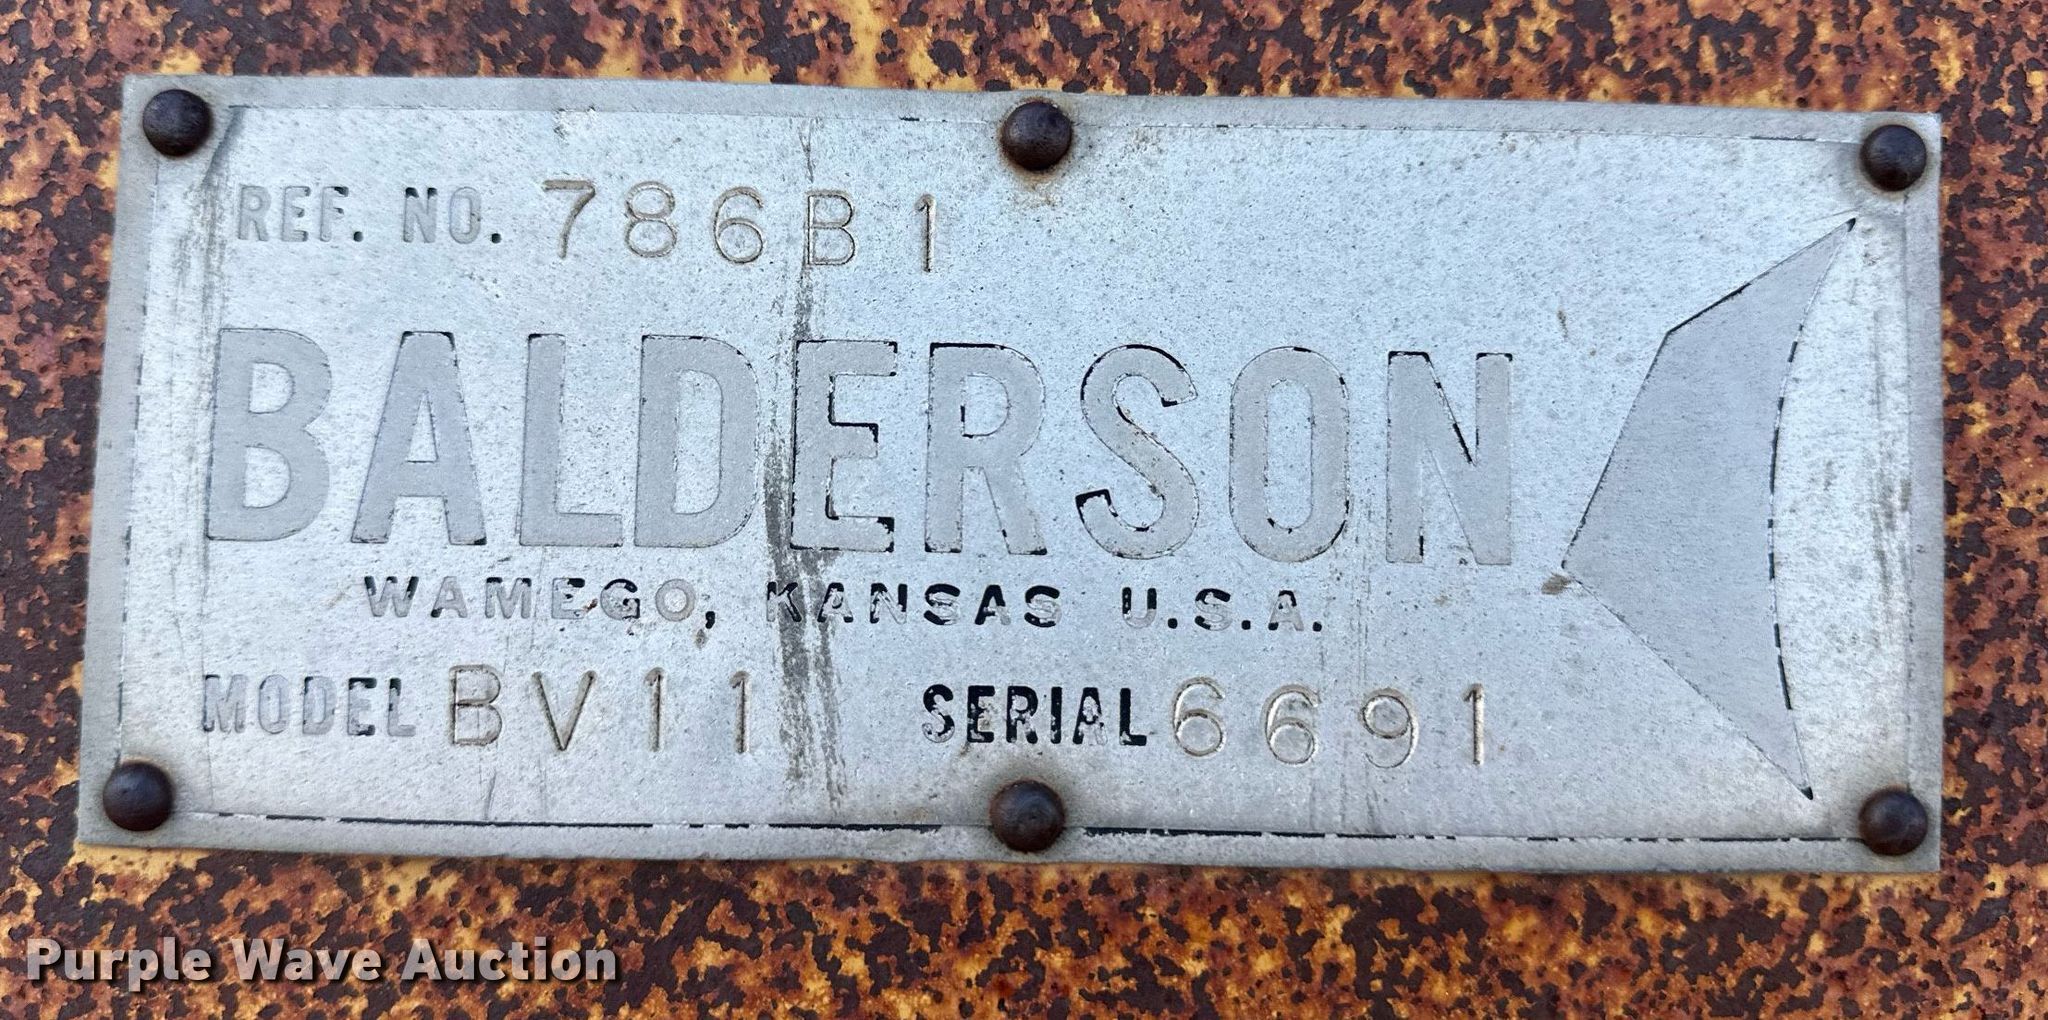 REF. NO. 786B1
BALDERSON
WAMEGO, KANSAS U.S.A.
MODEL BV11 SERIAL 6691
Purple Wave Auction